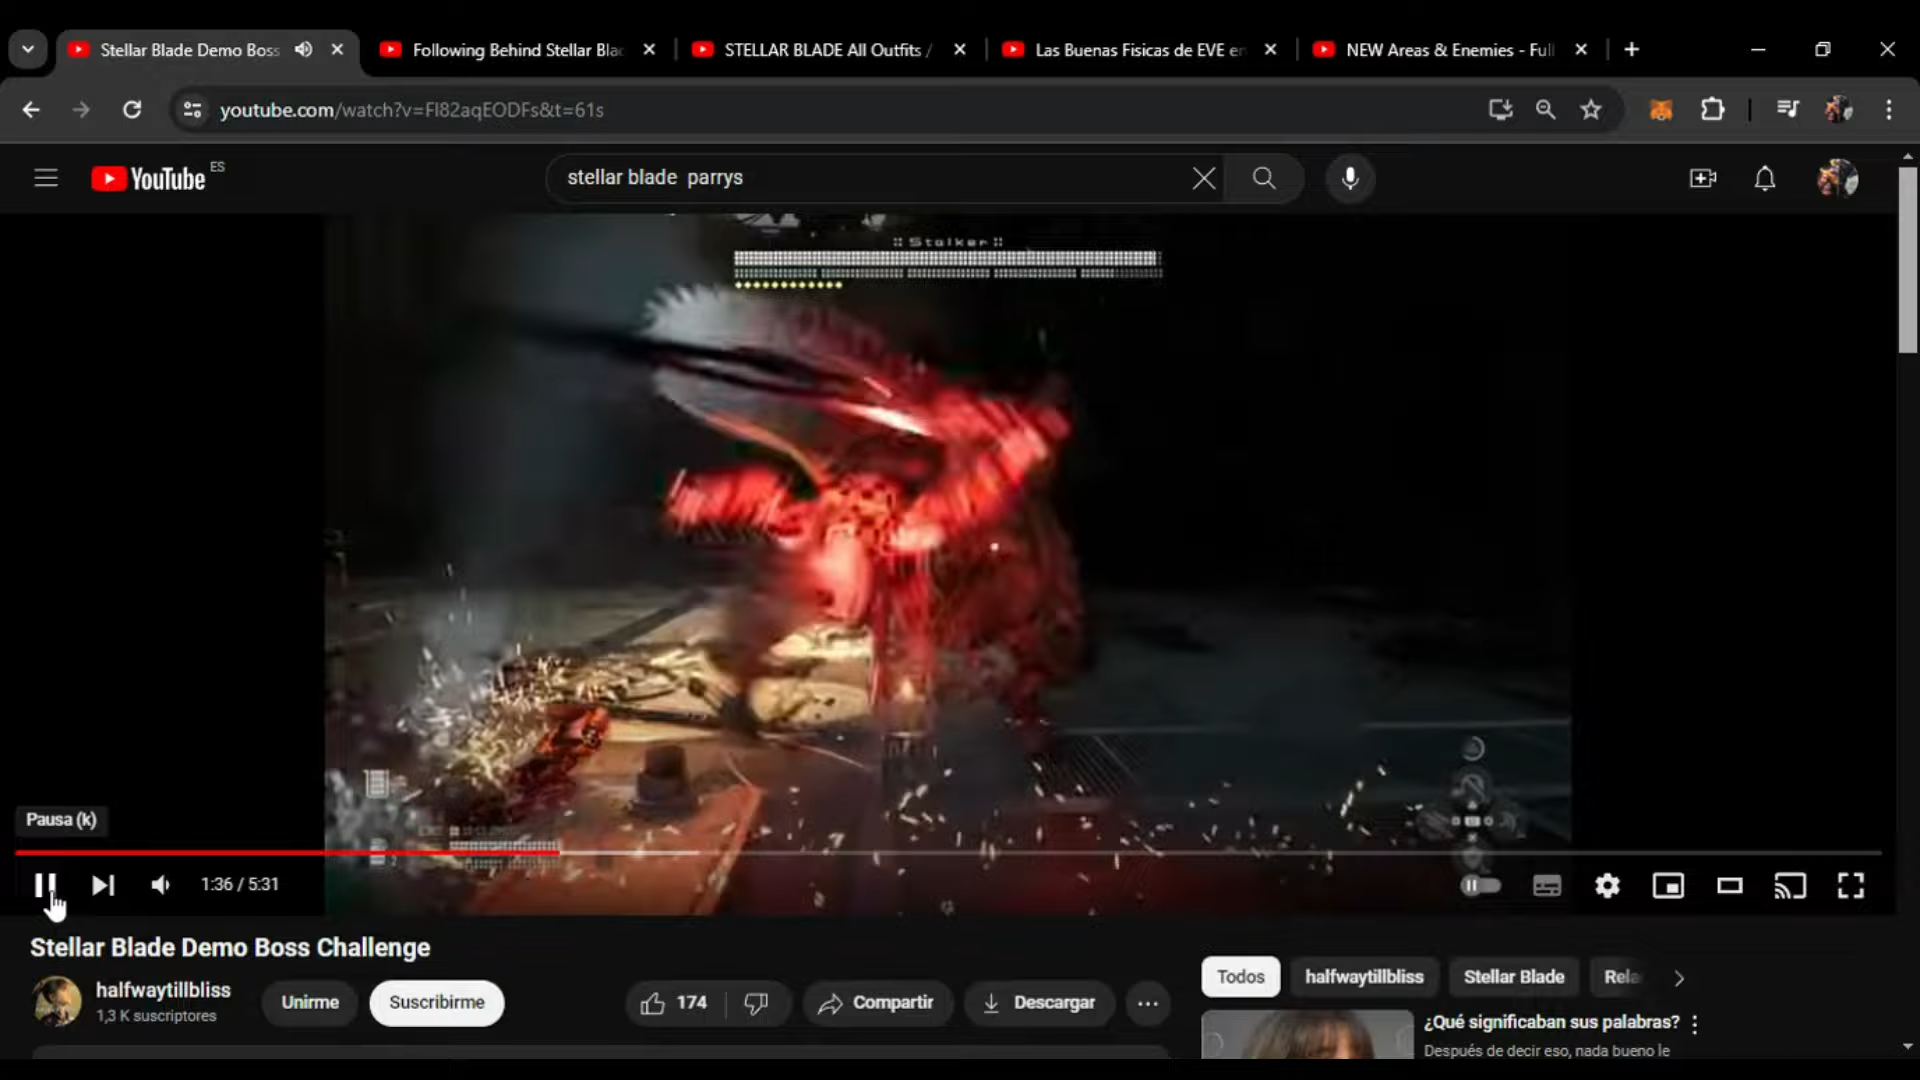 Stellar Blade Demo Boss
Following Behind Stellar Bla
STELLAR BLADE All Outfits /
Las Buenas Fisicas de EVE en
NEW Areas & Enemies - Full
youtube.com/watch?v=Fl82aqEODFs&t=61s
YouTube ES
stellar blade parrys
:: Stalker ::
Pausa (k)
1:36 / 5:31
Stellar Blade Demo Boss Challenge
halfwaytillbliss
1,3 K suscriptores
Unirme
Suscribirme
174
Compartir
Descargar
Todos
halfwaytillbliss
Stellar Blade
Rela
¿Qué significaban sus palabras?
Después de decir eso, nada bueno le